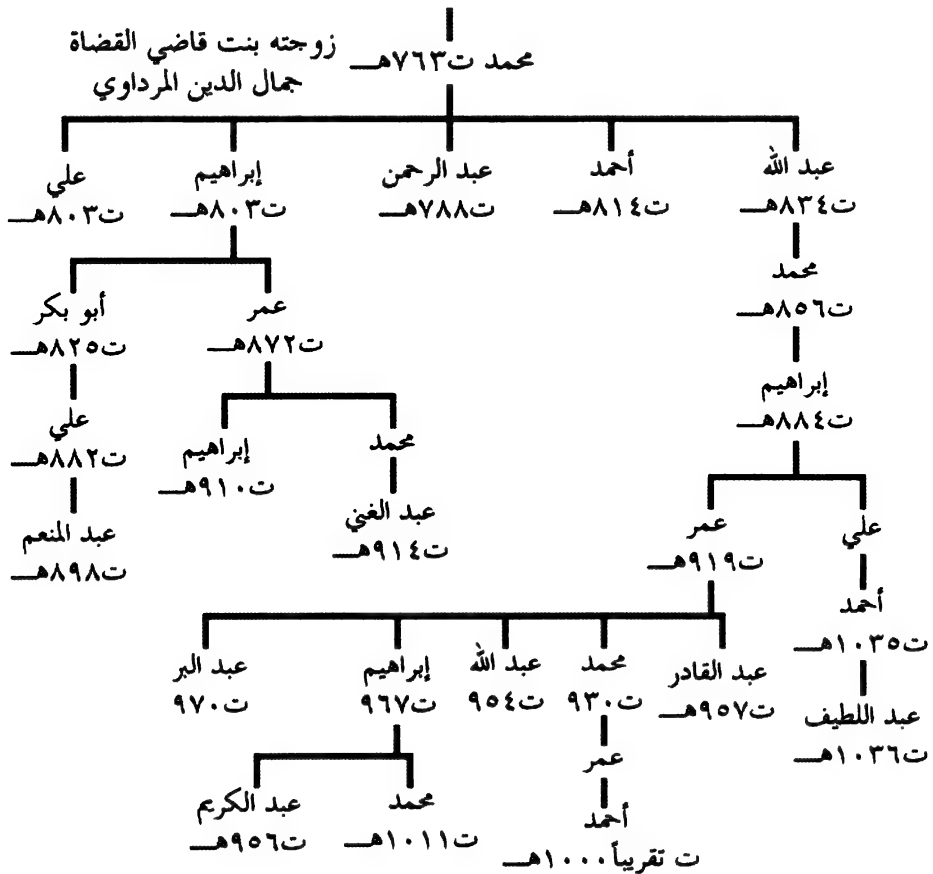 محمد ت٧٦٣هـ
زوجته بنت قاضي القضاة
جمال الدين المرداوي
عبد الله
ت٨٣٤هـ
أحمد
ت٨١٤هـ
عبد الرحمن
ت٧٨٨هـ
إبراهيم
ت٨٠٣هـ
علي
ت٨٠٣هـ
محمد
ت٨٥٦هـ
عمر
ت٨٧٢هـ
أبو بكر
ت٨٢٥هـ
إبراهيم
ت٨٨٤هـ
محمد
إبراهيم
ت٩١٠هـ
علي
ت٨٨٢هـ
عبد الغني
ت٩١٤هـ
عبد المنعم
ت٨٩٨هـ
علي
عمر
ت٩١٩هـ
أحمد
ت١٠٣٥هـ
عبد اللطيف
ت١٠٣٦هـ
عبد القادر
ت٩٥٧هـ
محمد
ت٩٣٠
عبد الله
ت٩٥٤
إبراهيم
ت٩٦٧
عبد البر
ت٩٧٠
عمر
أحمد
ت تقريباً ١٠٠٠هـ
محمد
ت١٠١١هـ
عبد الكريم
ت٩٥٦هـ